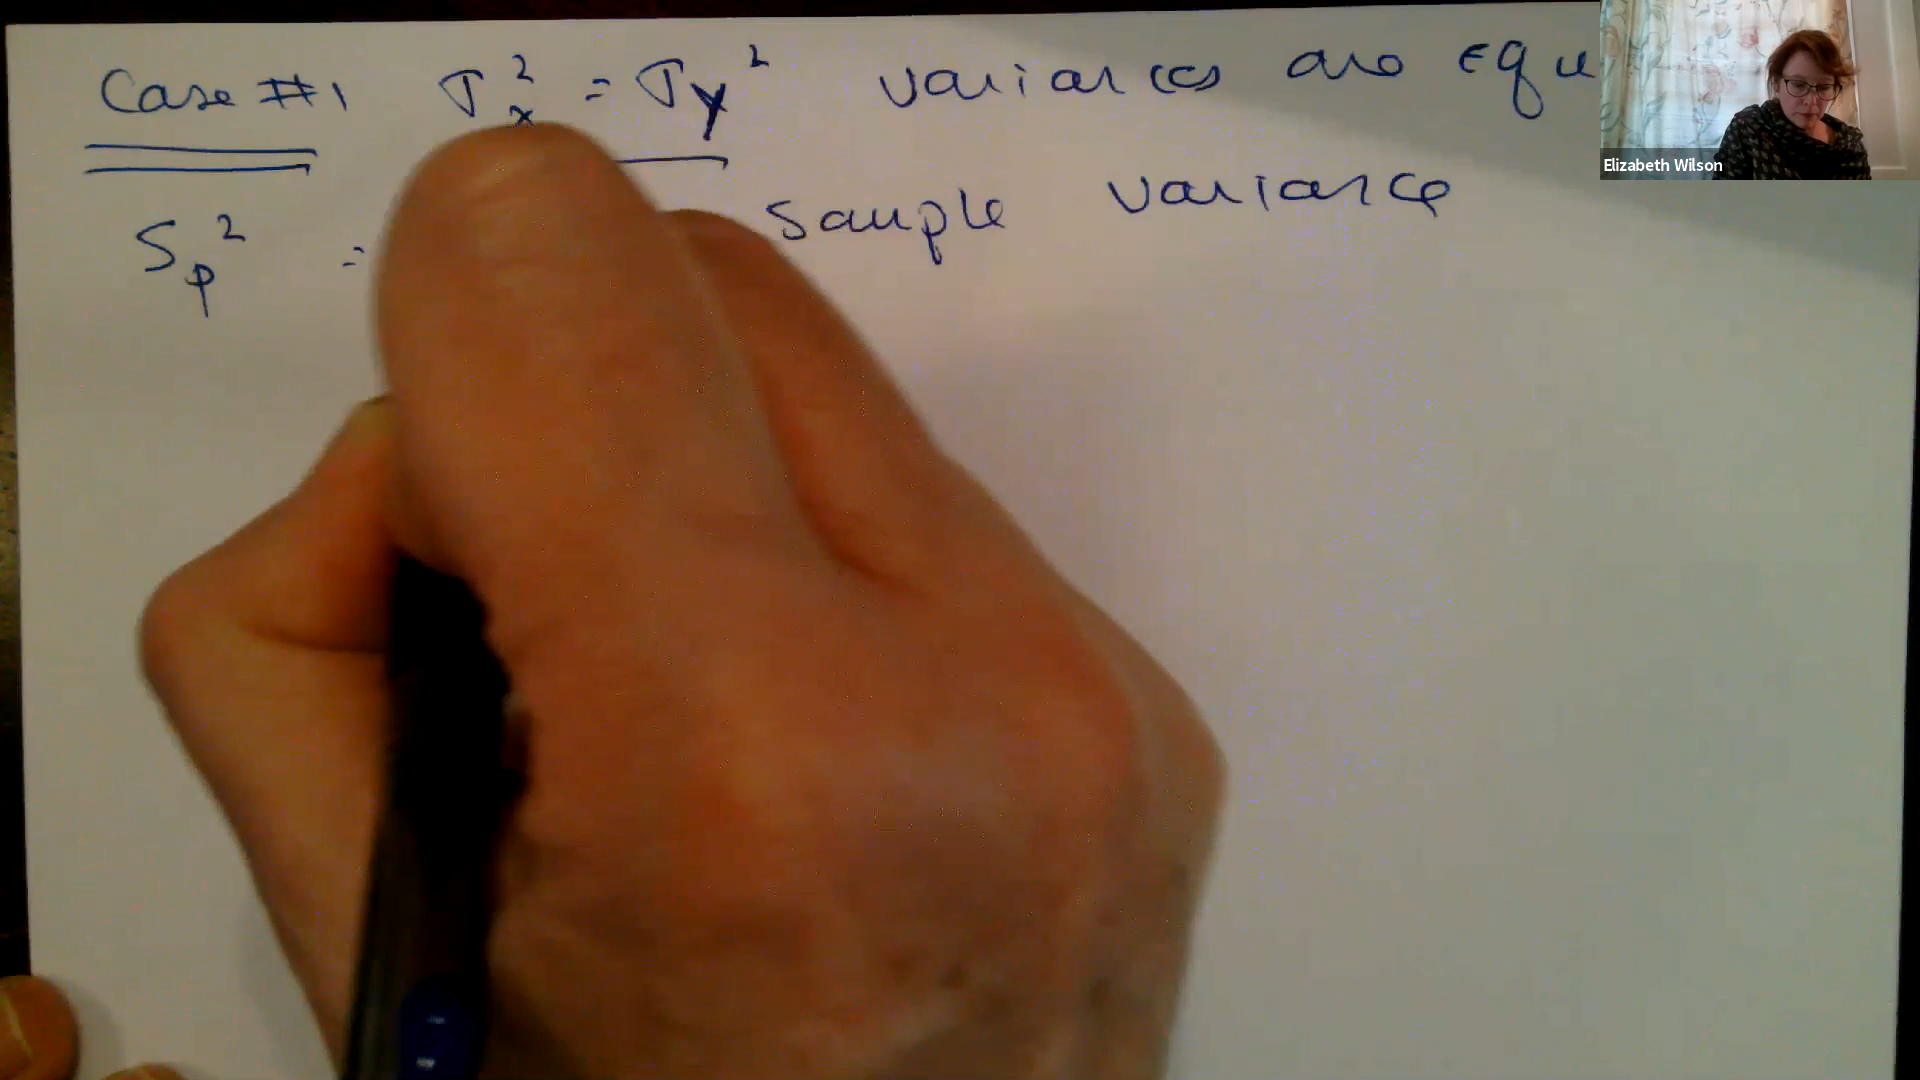 Case #1 σx² = σy² variances are equ
Elizabeth Wilson
Sp² = sample variance